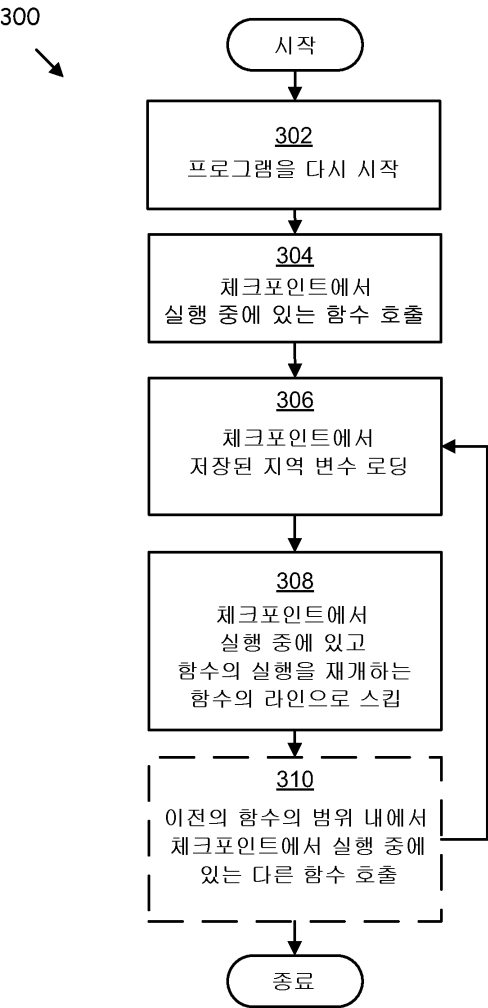 300
시작
302
프로그램을 다시 시작
304
체크포인트에서
실행 중에 있는 함수 호출
306
체크포인트에서
저장된 지역 변수 로딩
308
체크포인트에서
실행 중에 있고
함수의 실행을 재개하는
함수의 라인으로 스킵
310
이전의 함수의 범위 내에서
체크포인트에서 실행 중에
있는 다른 함수 호출
종료